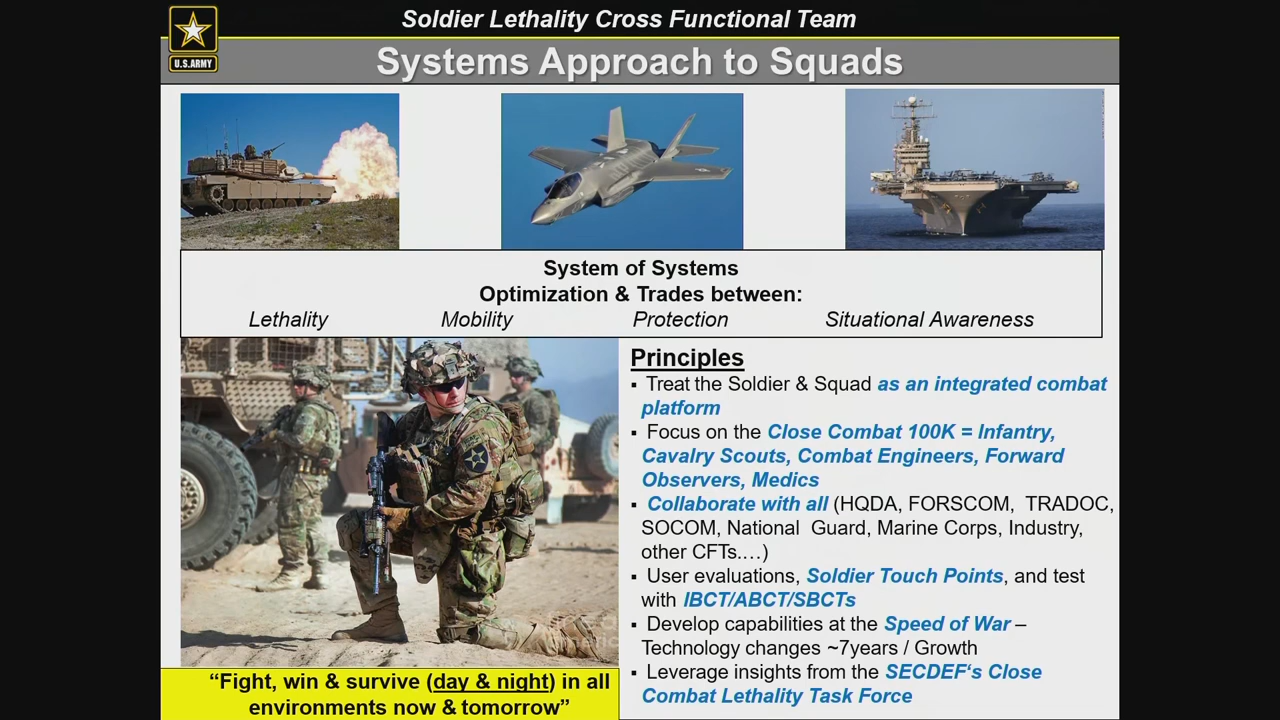 Soldier Lethality Cross Functional Team
U.S.ARMY
Systems Approach to Squads
System of Systems
Optimization & Trades between:
Lethality Mobility Protection Situational Awareness
Principles
▪ Treat the Soldier & Squad as an integrated combat
platform
▪ Focus on the Close Combat 100K = Infantry,
Cavalry Scouts, Combat Engineers, Forward
Observers, Medics
▪ Collaborate with all (HQDA, FORSCOM, TRADOC,
SOCOM, National Guard, Marine Corps, Industry,
other CFTs.…)
▪ User evaluations, Soldier Touch Points, and test
with IBCT/ABCT/SBCTs
▪ Develop capabilities at the Speed of War –
Technology changes ~7years / Growth
▪ Leverage insights from the SECDEF‘s Close
Combat Lethality Task Force
“Fight, win & survive (day & night) in all
environments now & tomorrow”